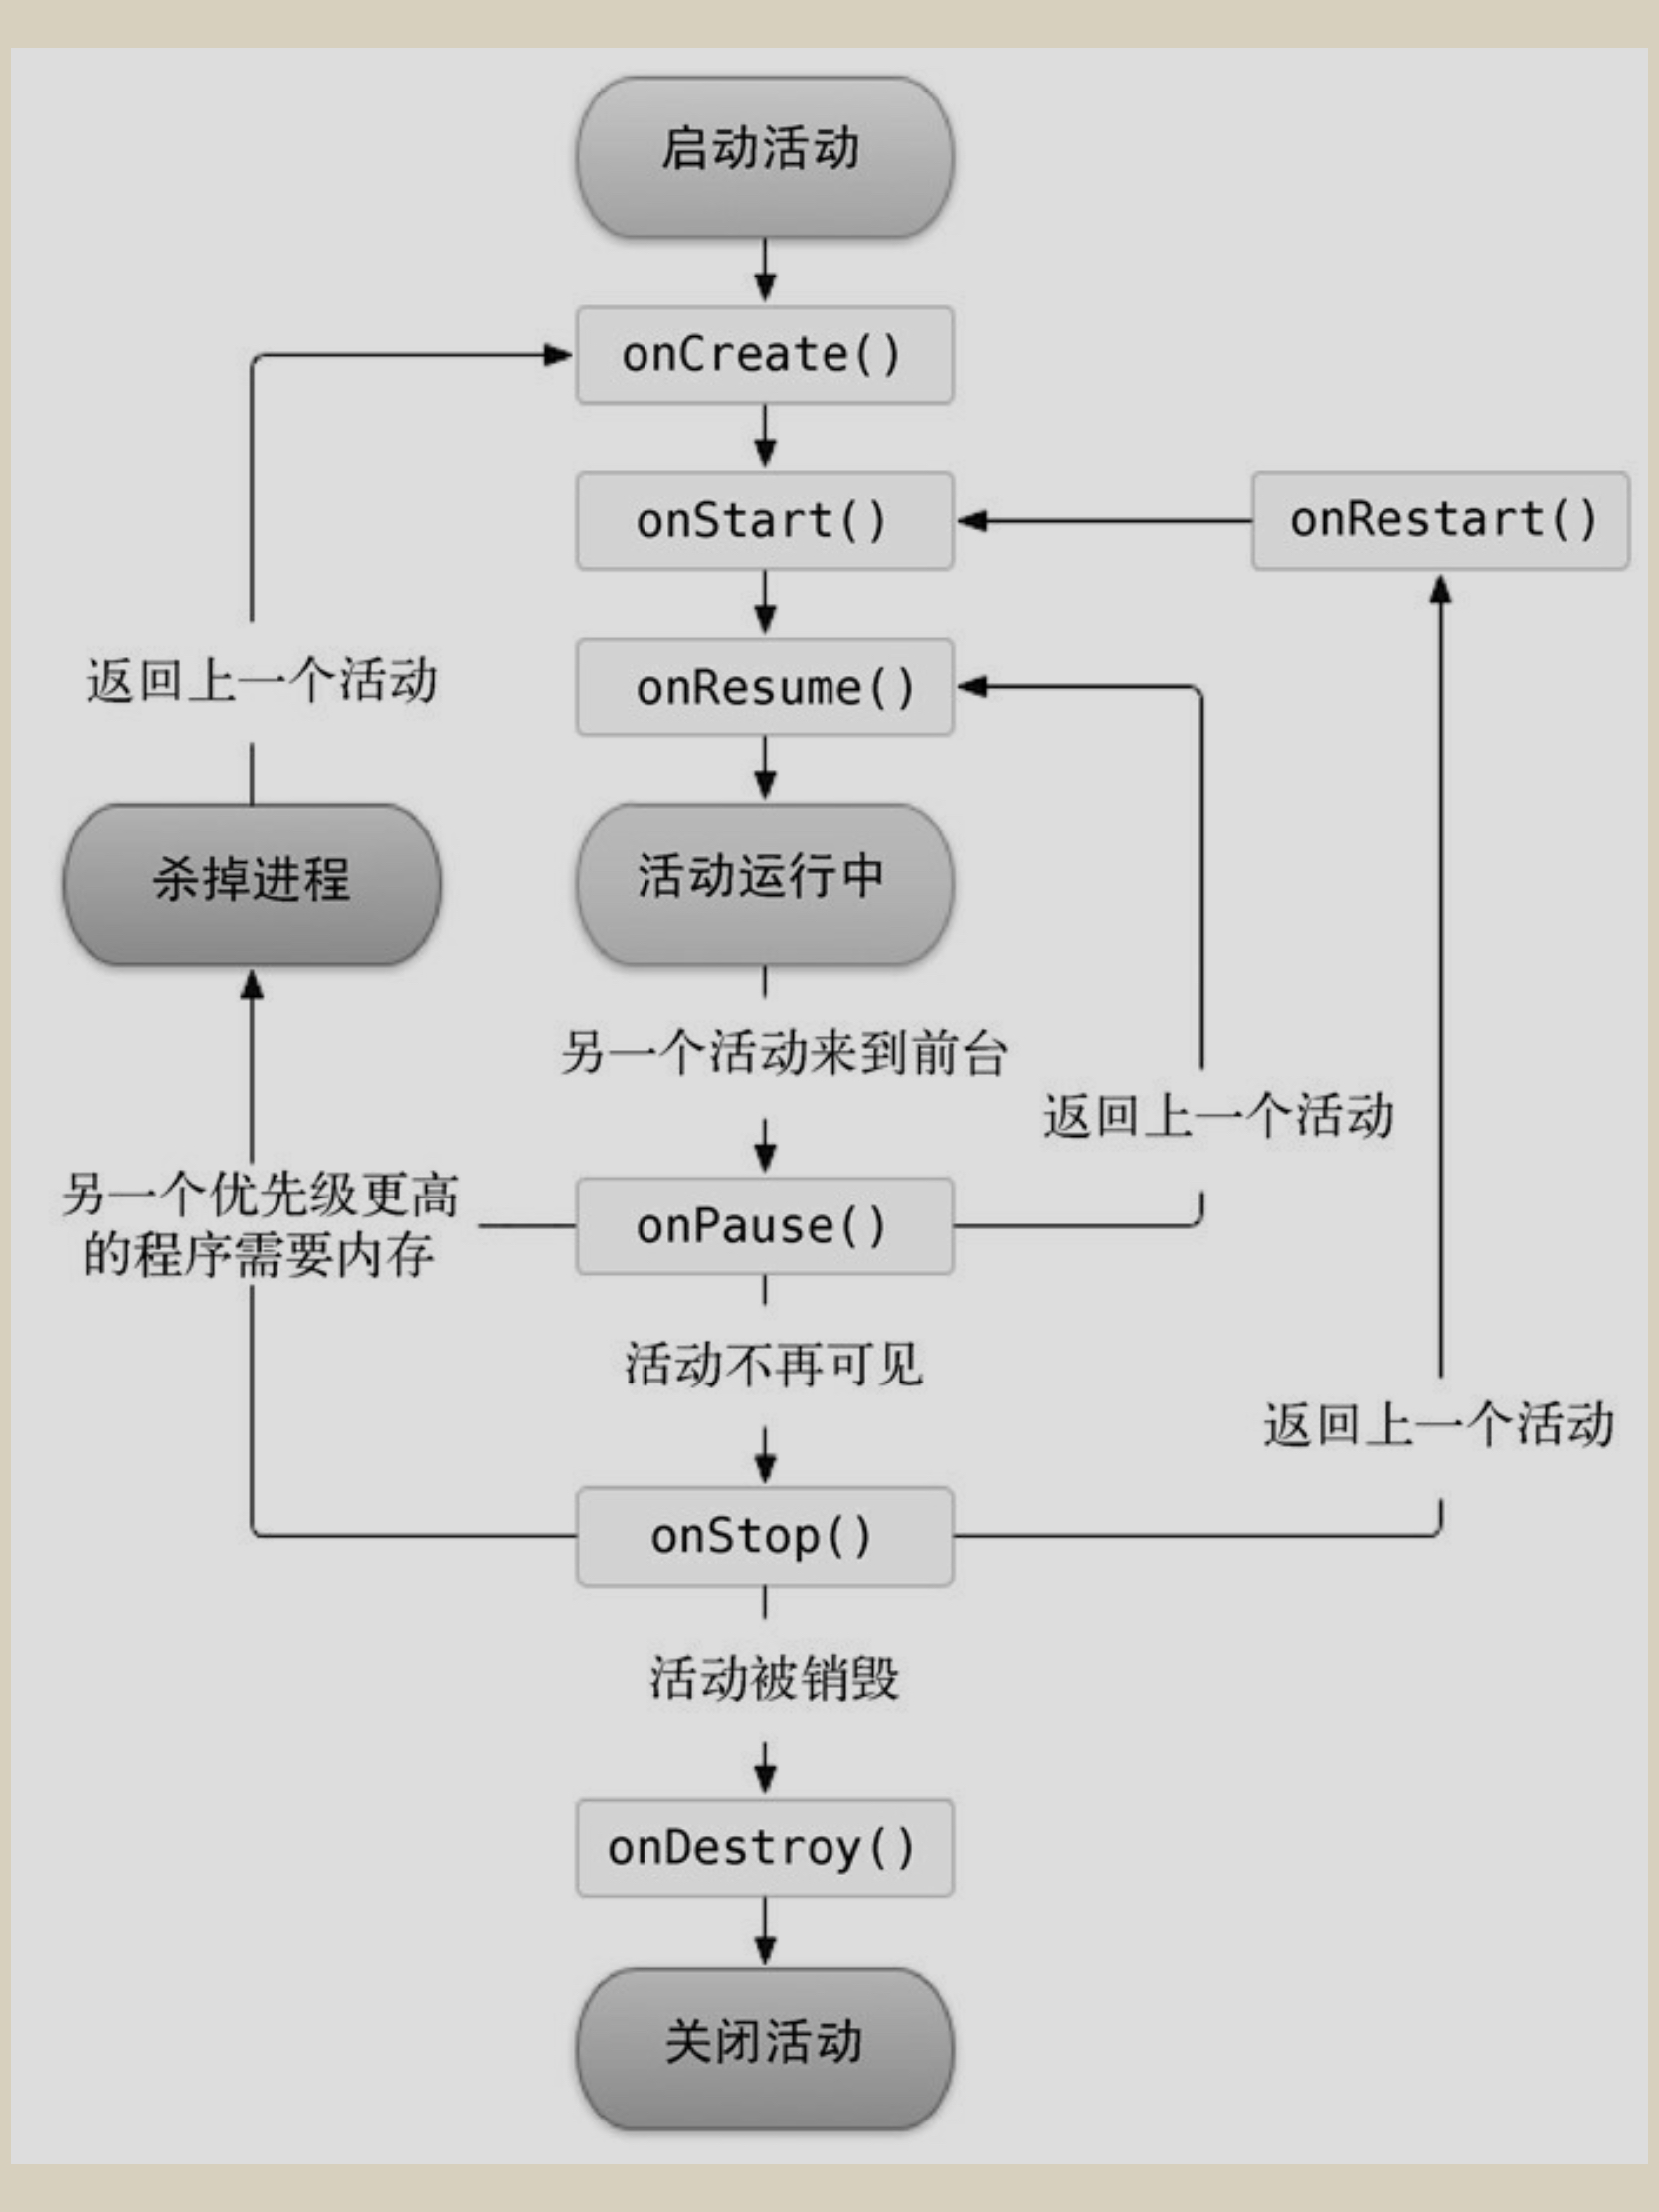 启动活动
onCreate()
onStart()
onRestart()
返回上一个活动
onResume()
杀掉进程
活动运行中
另一个活动来到前台
返回上一个活动
另一个优先级更高
的程序需要内存
onPause()
活动不再可见
返回上一个活动
onStop()
活动被销毁
onDestroy()
关闭活动